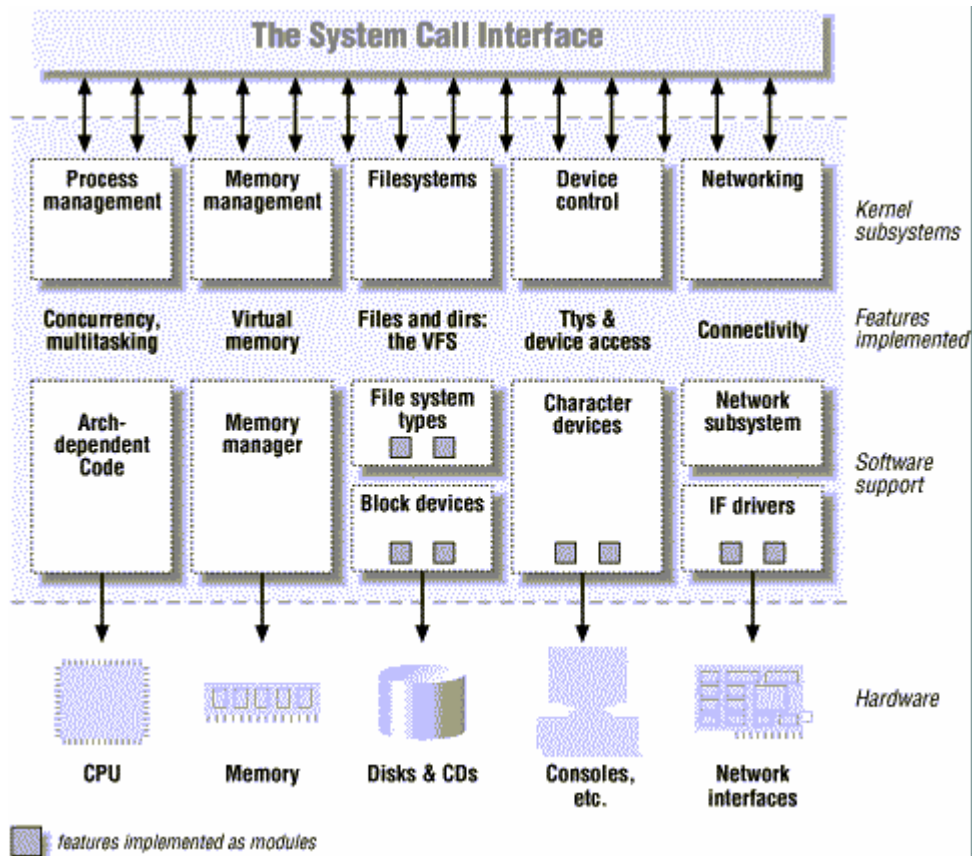 The System Call Interface
Process
management
Memory
management
Filesystems
Device
control
Networking
Kernel
subsystems
Concurrency,
multitasking
Virtual
memory
Files and dirs:
the VFS
Ttys &
device access
Connectivity
Features
implemented
Arch-
dependent
Code
Memory
manager
File system
types
Block devices
Character
devices
Network
subsystem
IF drivers
Software
support
Hardware
CPU
Memory
Disks & CDs
Consoles,
etc.
Network
interfaces
features implemented as modules